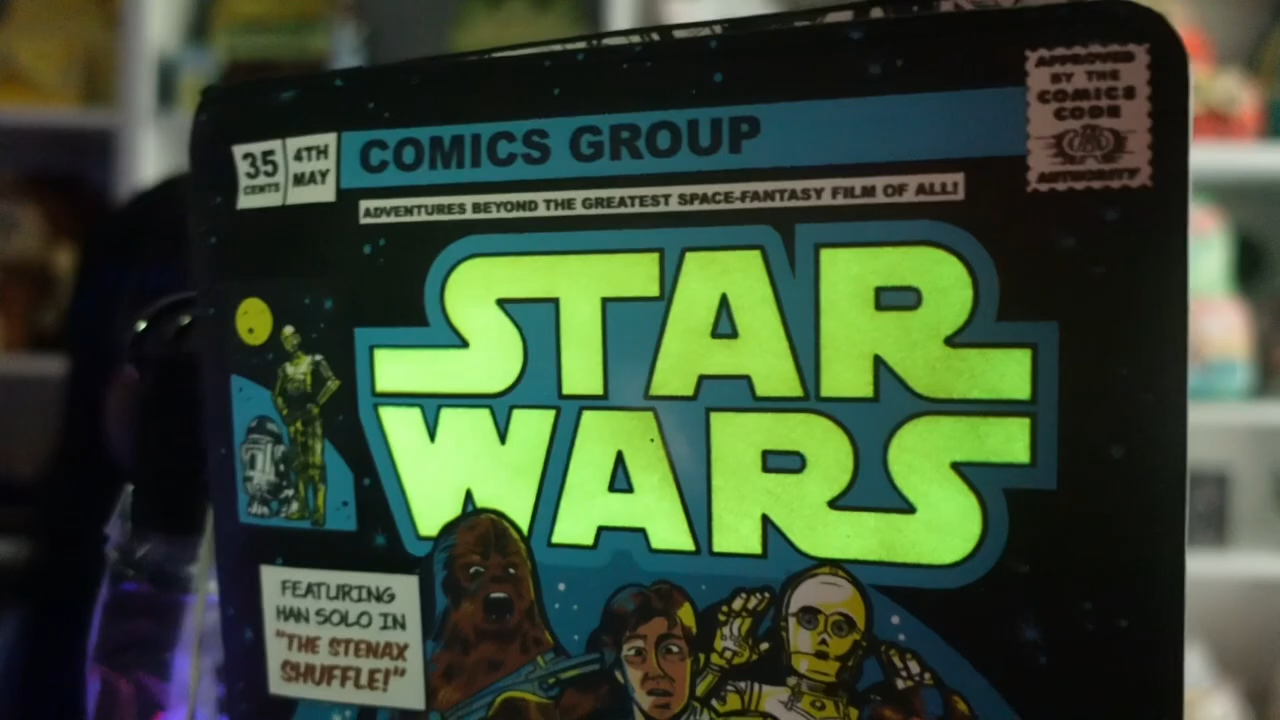 35
CENTS
4TH
MAY
COMICS GROUP
APPROVED
BY THE
COMICS
CODE
AUTHORITY
ADVENTURES BEYOND THE GREATEST SPACE-FANTASY FILM OF ALL!
STAR
WARS
FEATURING
HAN SOLO IN
"THE STENAX
SHUFFLE!"